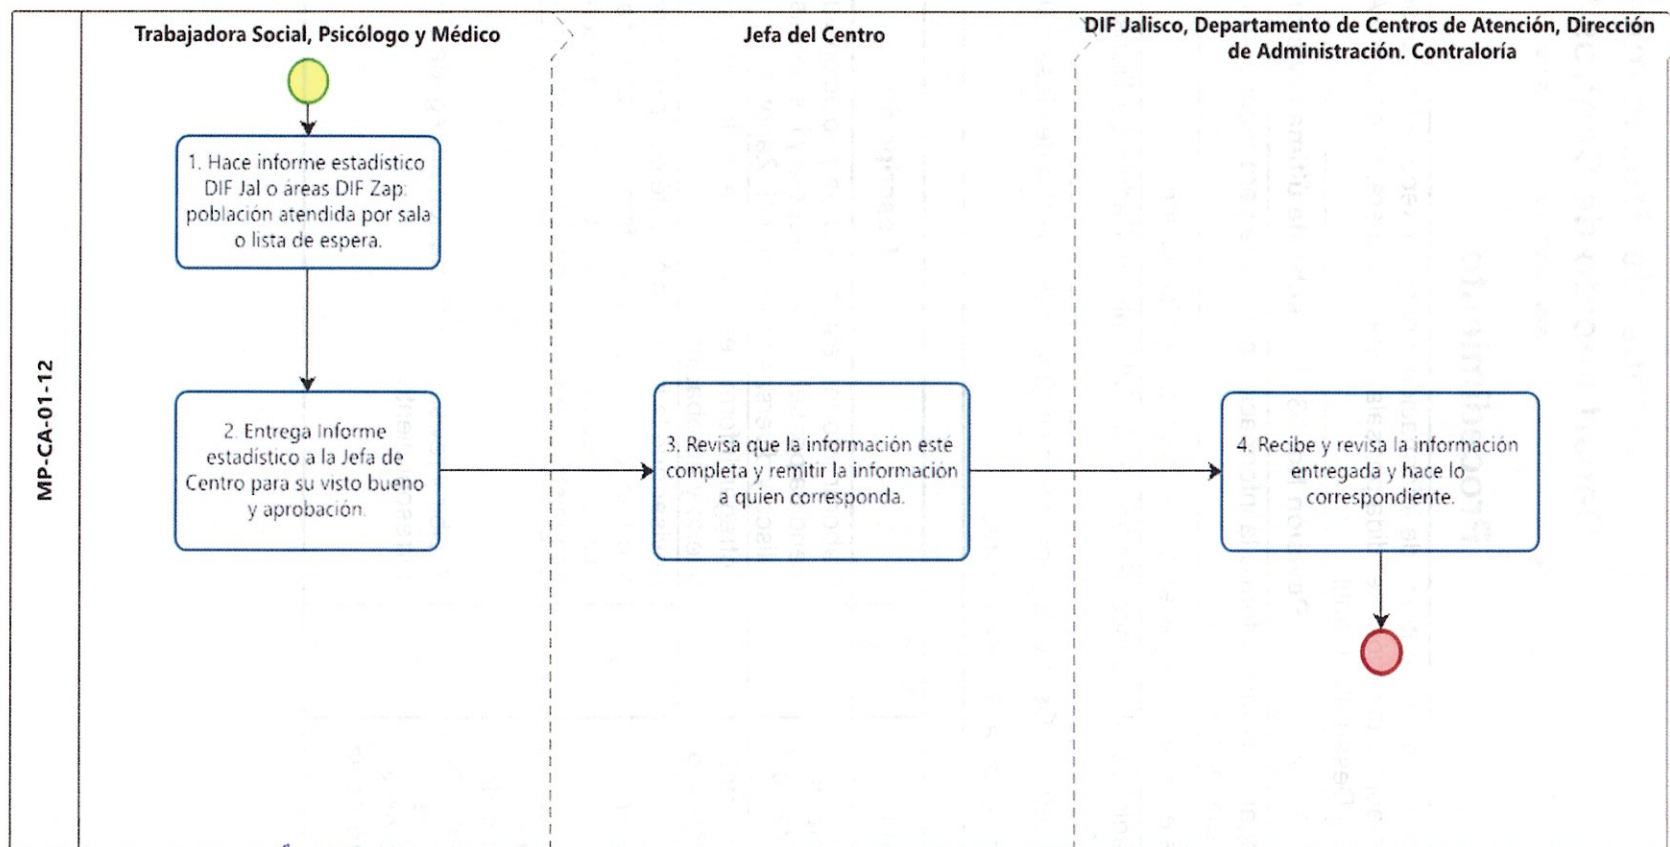 Trabajadora Social, Psicólogo y Médico
Jefa del Centro
DIF Jalisco, Departamento de Centros de Atención, Dirección
de Administración. Contraloría
MP-CA-01-12
1. Hace informe estadístico
DIF Jal o áreas DIF Zap:
población atendida por sala
o lista de espera.
2. Entrega Informe
estadístico a la Jefa de
Centro para su visto bueno
y aprobación.
3. Revisa que la información esté
completa y remitir la información
a quien corresponda.
4. Recibe y revisa la información
entregada y hace lo
correspondiente.